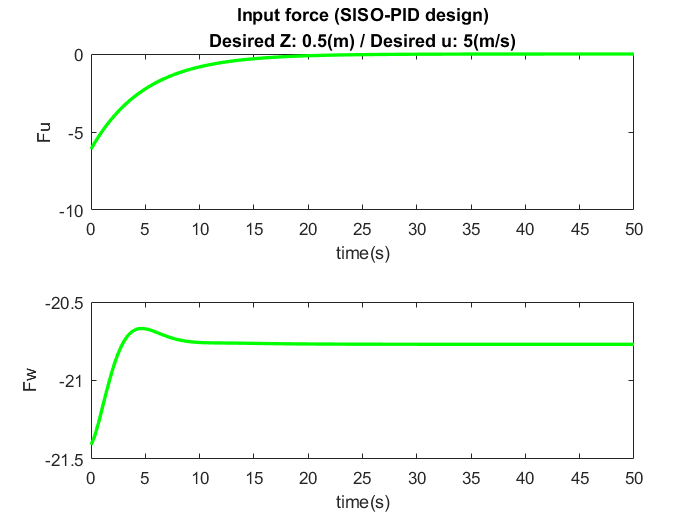 Input force (SISO-PID design)
Desired Z: 0.5(m) / Desired u: 5(m/s)
0
-5
-10
Fu
0 5 10 15 20 25 30 35 40 45 50
time(s)
-20.5
-21
-21.5
Fw
0 5 10 15 20 25 30 35 40 45 50
time(s)